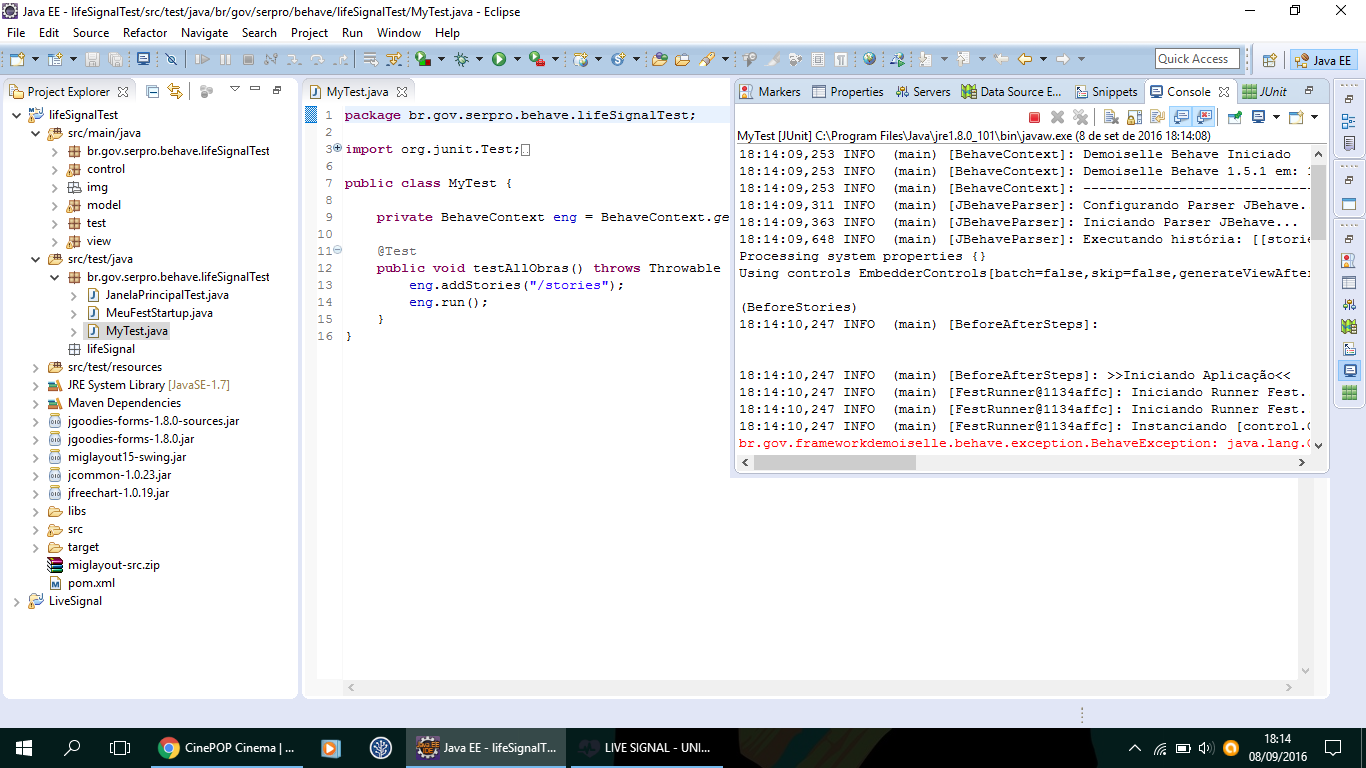 Java EE - lifeSignalTest/src/test/java/br/gov/serpro/behave/lifeSignalTest/MyTest.java - Eclipse
File Edit Source Refactor Navigate Search Project Run Window Help
Quick Access
Java EE
Project Explorer
lifeSignalTest
src/main/java
br.gov.serpro.behave.lifeSignalTest
control
img
model
test
view
src/test/java
br.gov.serpro.behave.lifeSignalTest
JanelaPrincipalTest.java
MeuFestStartup.java
MyTest.java
lifeSignal
src/test/resources
JRE System Library [JavaSE-1.7]
Maven Dependencies
jgoodies-forms-1.8.0-sources.jar
jgoodies-forms-1.8.0.jar
miglayout15-swing.jar
jcommon-1.0.23.jar
jfreechart-1.0.19.jar
libs
src
target
miglayout-src.zip
pom.xml
LiveSignal
MyTest.java
1 package br.gov.serpro.behave.lifeSignalTest;
2
3 import org.junit.Test;
6
7 public class MyTest {
8
9 private BehaveContext eng = BehaveContext.ge
10
11 @Test
12 public void testAllObras() throws Throwable
13 eng.addStories("/stories");
14 eng.run();
15 }
16 }
Markers Properties Servers Data Source E... Snippets Console JUnit
MyTest [JUnit] C:\Program Files\Java\jre1.8.0_101\bin\javaw.exe (8 de set de 2016 18:14:08)
18:14:09,253 INFO (main) [BehaveContext]: Demoiselle Behave Iniciado
18:14:09,253 INFO (main) [BehaveContext]: Demoiselle Behave 1.5.1 em:
18:14:09,253 INFO (main) [BehaveContext]: -----------------------------
18:14:09,311 INFO (main) [JBehaveParser]: Configurando Parser JBehave.
18:14:09,363 INFO (main) [JBehaveParser]: Iniciando Parser JBehave...
18:14:09,648 INFO (main) [JBehaveParser]: Executando história: [[storie
Processing system properties {}
Using controls EmbedderControls[batch=false,skip=false,generateViewAfter
(BeforeStories)
18:14:10,247 INFO (main) [BeforeAfterSteps]:
18:14:10,247 INFO (main) [BeforeAfterSteps]: >>Iniciando Aplicação<<
18:14:10,247 INFO (main) [FestRunner@1134affc]: Iniciando Runner Fest.
18:14:10,247 INFO (main) [FestRunner@1134affc]: Iniciando Runner Fest.
18:14:10,247 INFO (main) [FestRunner@1134affc]: Instanciando [control.
br.gov.frameworkdemoiselle.behave.exception.BehaveException: java.lang.
CinePOP Cinema | ...
Java EE - lifeSignalT...
LIVE SIGNAL - UNI...
18:14
08/09/2016